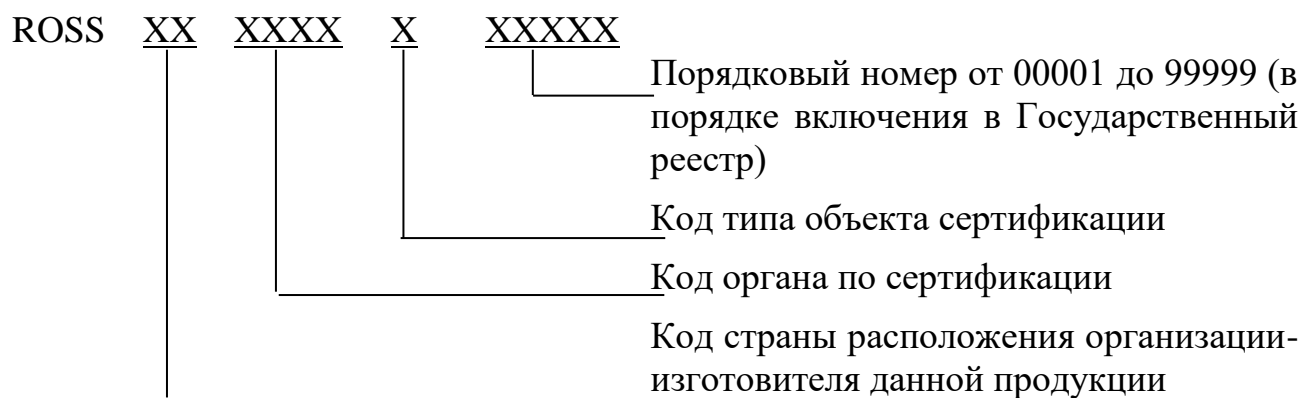 ROSS XX XXXX X XXXXX
Порядковый номер от 00001 до 99999 (в
порядке включения в Государственный
реестр)
Код типа объекта сертификации
Код органа по сертификации
Код страны расположения организации-
изготовителя данной продукции